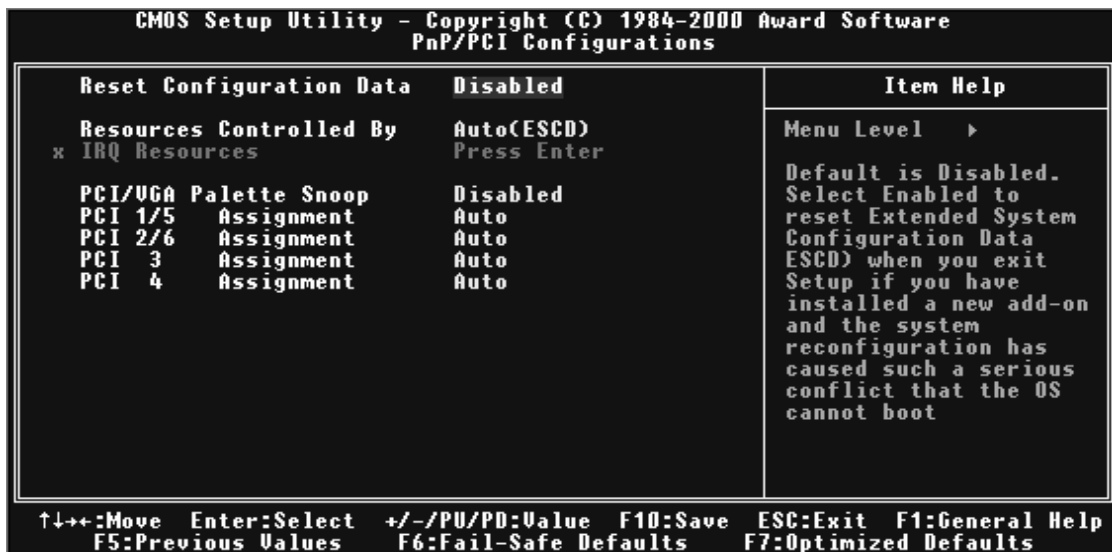 CMOS Setup Utility - Copyright (C) 1984-2000 Award Software
PnP/PCI Configurations
Reset Configuration Data Disabled
Resources Controlled By Auto(ESCD)
x IRQ Resources Press Enter
PCI/VGA Palette Snoop Disabled
PCI 1/5 Assignment Auto
PCI 2/6 Assignment Auto
PCI 3 Assignment Auto
PCI 4 Assignment Auto
Item Help
Menu Level ▸
Default is Disabled.
Select Enabled to
reset Extended System
Configuration Data
ESCD) when you exit
Setup if you have
installed a new add-on
and the system
reconfiguration has
caused such a serious
conflict that the OS
cannot boot
↑↓→←:Move Enter:Select +/-/PU/PD:Value F10:Save ESC:Exit F1:General Help
F5:Previous Values F6:Fail-Safe Defaults F7:Optimized Defaults